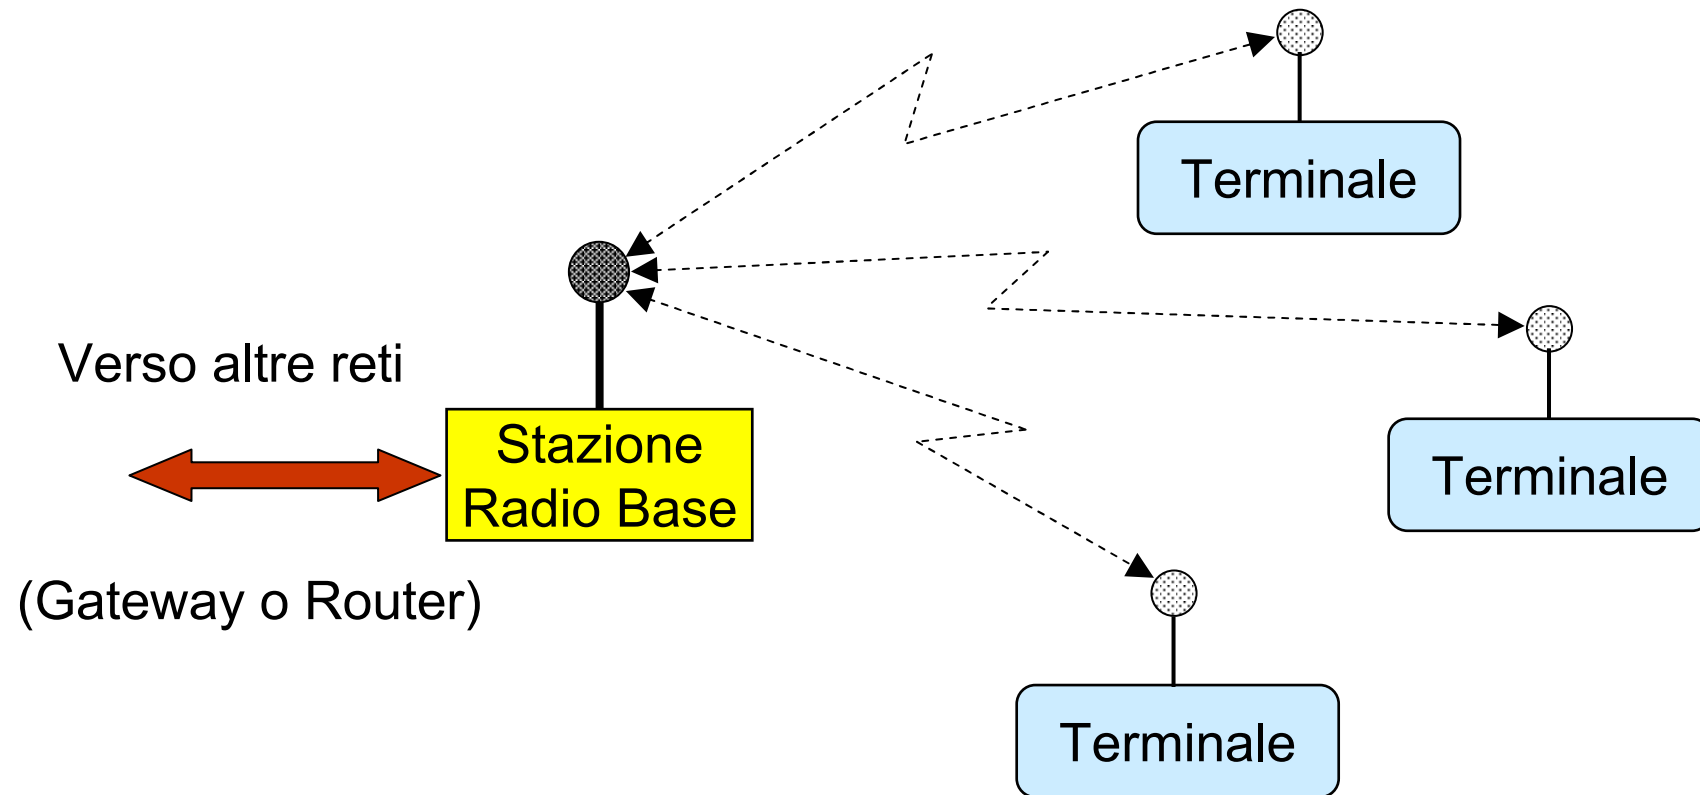 Terminale
Verso altre reti
Stazione
Radio Base
Terminale
(Gateway o Router)
Terminale